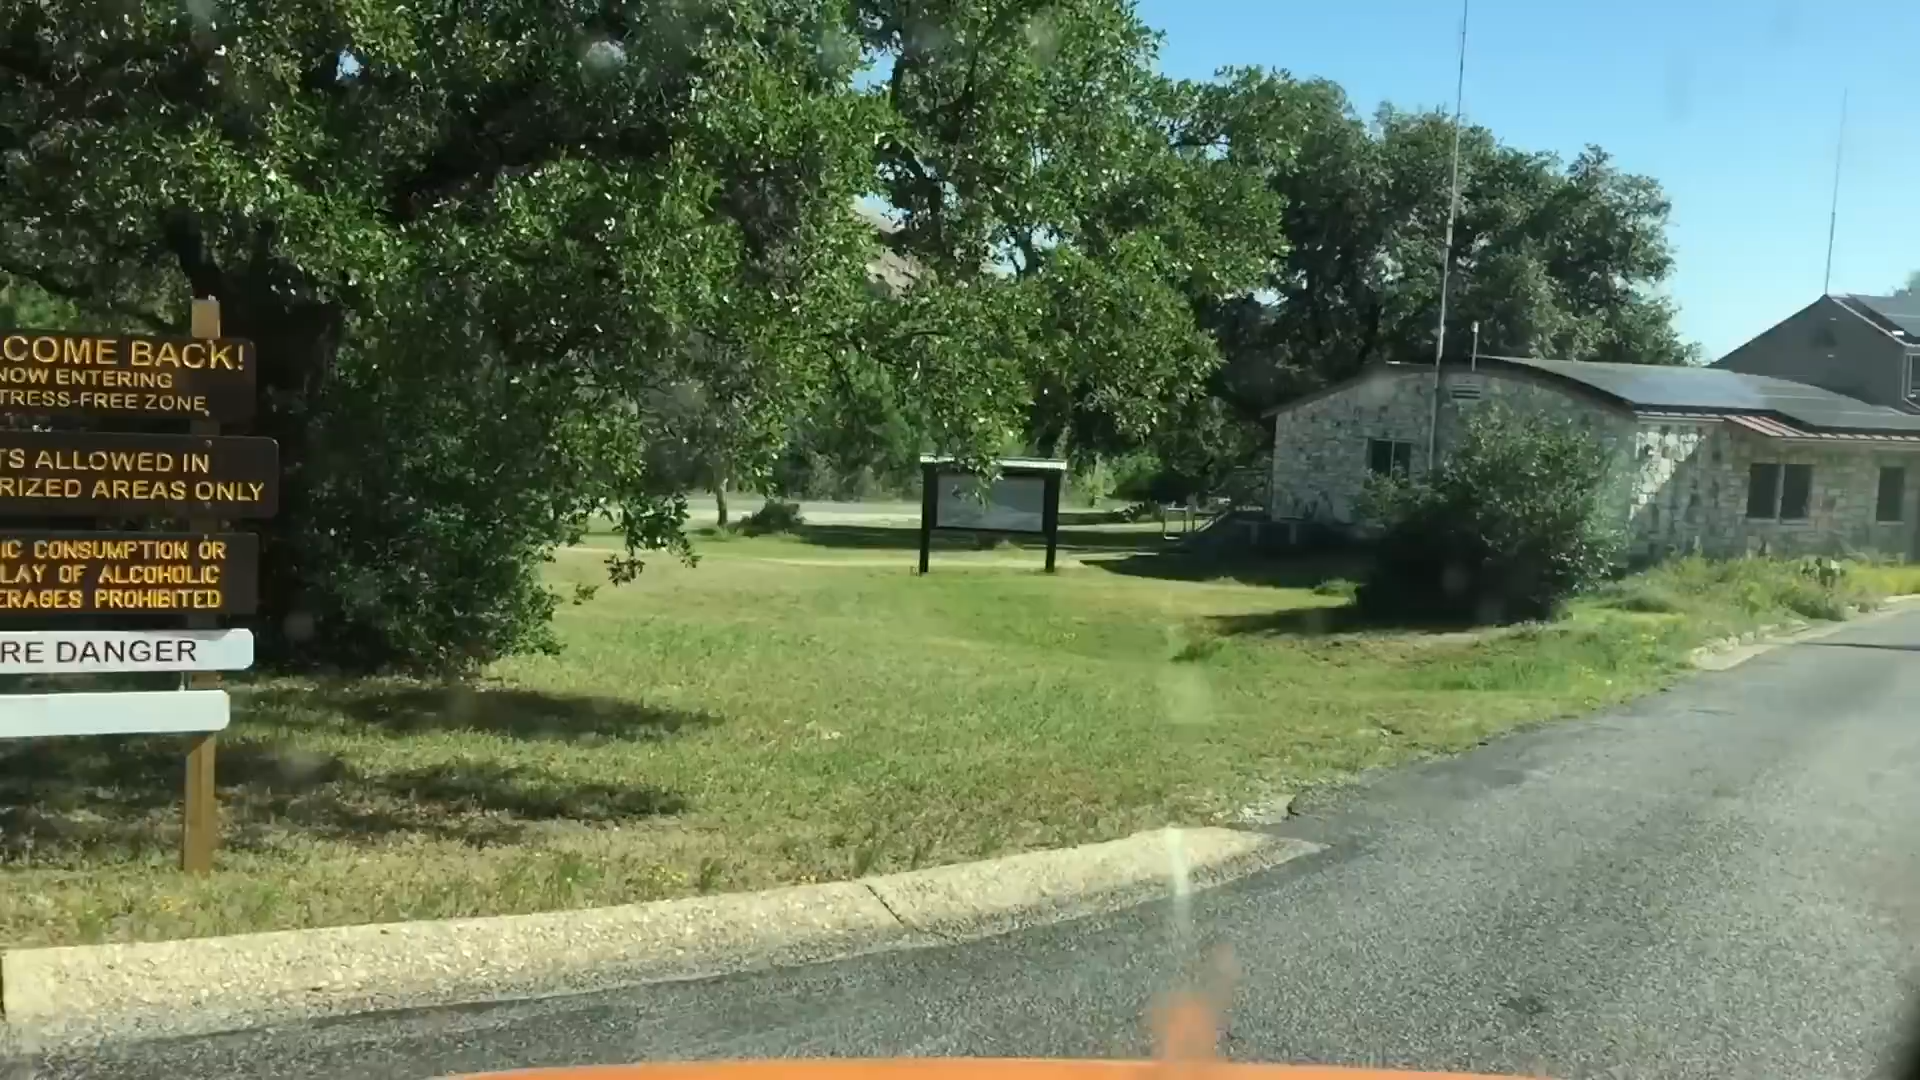 COME BACK!
NOW ENTERING
TRESS-FREE ZONE
TS ALLOWED IN
RIZED AREAS ONLY
IC CONSUMPTION OR
LAY OF ALCOHOLIC
ERAGES PROHIBITED
RE DANGER